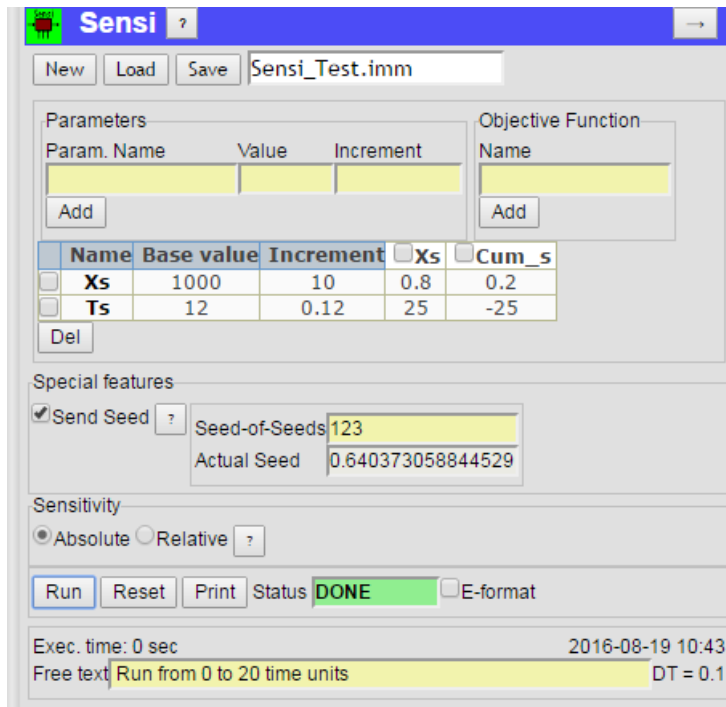 Sensi
Sensi ? →
New Load Save Sensi_Test.imm
Parameters Objective Function
Param. Name Value Increment Name
Add Add
Name Base value Increment Xs Cum_s
Xs 1000 10 0.8 0.2
Ts 12 0.12 25 -25
Del
Special features
Send Seed ? Seed-of-Seeds 123
Actual Seed 0.640373058844529
Sensitivity
Absolute Relative ?
Run Reset Print Status DONE E-format
Exec. time: 0 sec 2016-08-19 10:43
Free text Run from 0 to 20 time units DT = 0.1